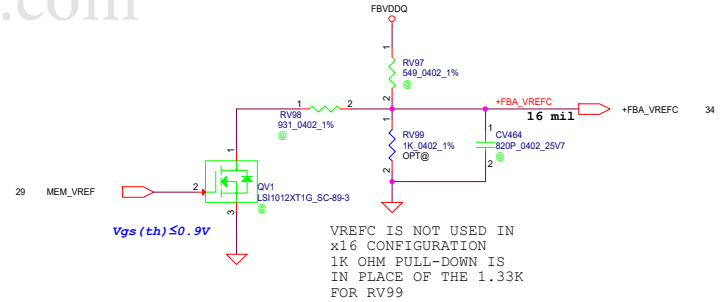 .com
FBVDDQ
1
RV97
549_0402_1%
2
@
1
2
RV98
931_0402_1%
@
+FBA_VREFC
16 mil
+FBA_VREFC
34
1
RV99
1K_0402_1%
OPT@
2
1
CV464
820P_0402_25V7
2
@
1
29
MEM_VREF
2
QV1
LSI1012XT1G_SC-89-3
@
3
Vgs(th)≤0.9V
VREFC IS NOT USED IN
x16 CONFIGURATION
1K OHM PULL-DOWN IS
IN PLACE OF THE 1.33K
FOR RV99